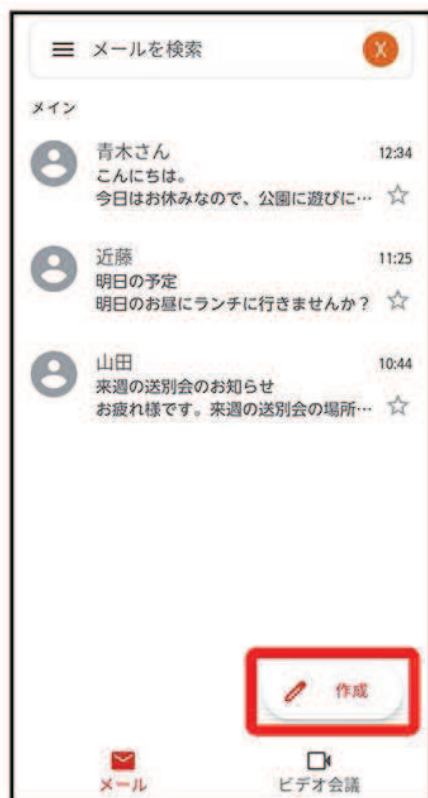 メールを検索
X
メイン
青木さん 12:34
こんにちは。
今日はお休みなので、公園に遊びに…
近藤 11:25
明日の予定
明日のお昼にランチに行きませんか？
山田 10:44
来週の送別会のお知らせ
お疲れ様です。来週の送別会の場所…
作成
メール ビデオ会議